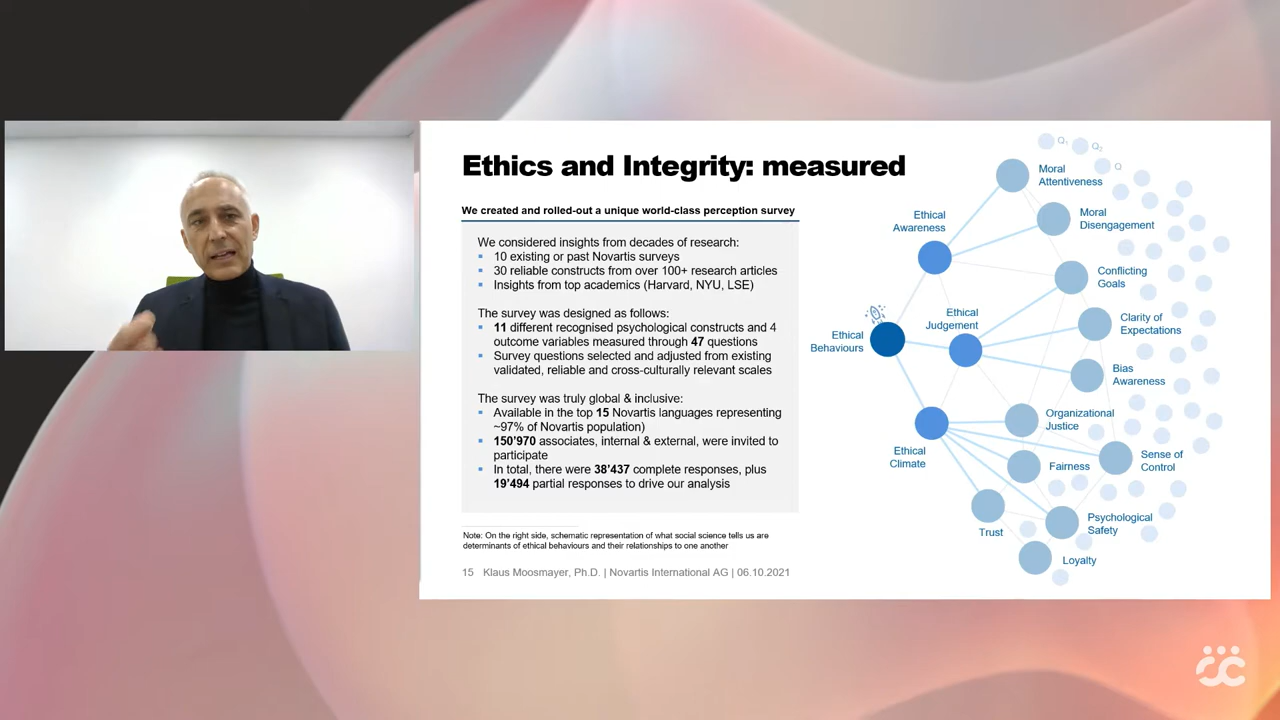 Ethics and Integrity: measured
We created and rolled-out a unique world-class perception survey
We considered insights from decades of research:
10 existing or past Novartis surveys
30 reliable constructs from over 100+ research articles
Insights from top academics (Harvard, NYU, LSE)
The survey was designed as follows:
11 different recognised psychological constructs and 4
outcome variables measured through 47 questions
Survey questions selected and adjusted from existing
validated, reliable and cross-culturally relevant scales
The survey was truly global & inclusive:
Available in the top 15 Novartis languages representing
~97% of Novartis population)
150'970 associates, internal & external, were invited to
participate
In total, there were 38'437 complete responses, plus
19'494 partial responses to drive our analysis
Note: On the right side, schematic representation of what social science tells us are
determinants of ethical behaviours and their relationships to one another
15 Klaus Moosmayer, Ph.D. | Novartis International AG | 06.10.2021
Q1
Q2
Q
Moral
Attentiveness
Ethical
Awareness
Moral
Disengagement
Conflicting
Goals
Ethical
Judgement
Clarity of
Expectations
Ethical
Behaviours
Bias
Awareness
Organizational
Justice
Ethical
Climate
Fairness
Sense of
Control
Trust
Psychological
Safety
Loyalty